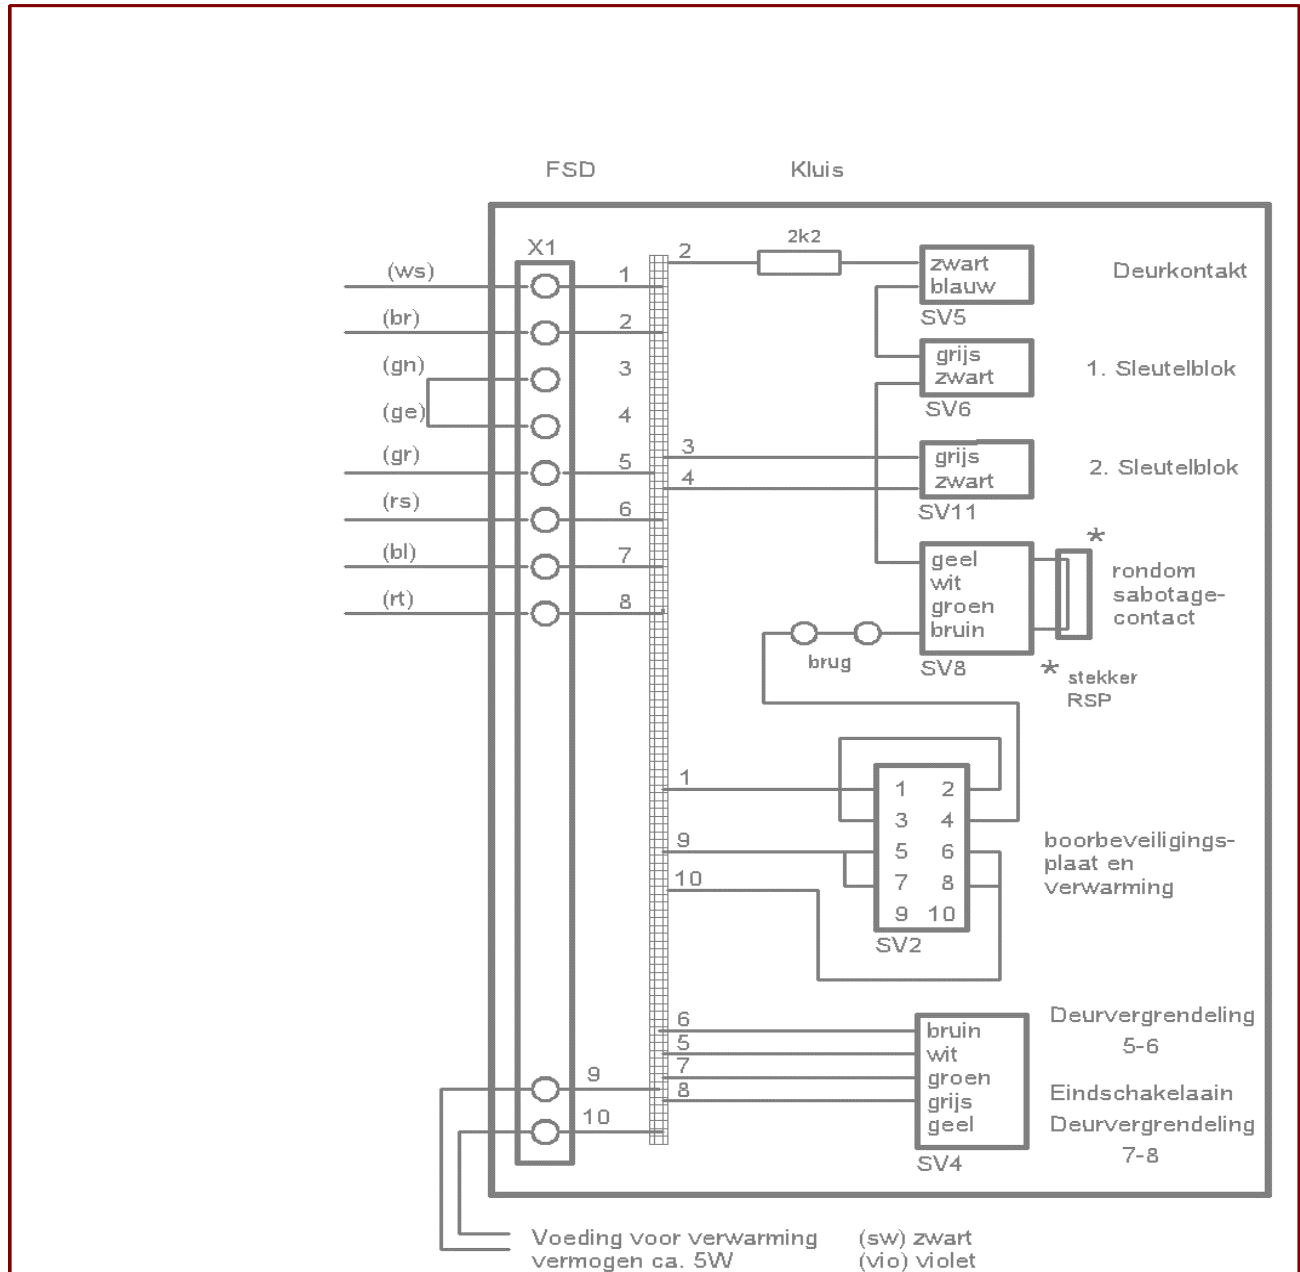 FSD
Kluis
X1
(ws)
1
(br)
2
(gn)
3
(ge)
4
(gr)
5
(rs)
6
(bl)
7
(rt)
8
2
2k2
zwart
blauw
SV5
Deurkontakt
grijs
zwart
SV6
1. Sleutelblok
3
4
grijs
zwart
SV11
2. Sleutelblok
geel
wit
groen
bruin
SV8
brug
*
rondom
sabotage-
contact
* stekker
RSP
1
9
10
1 2
3 4
5 6
7 8
9 10
SV2
boorbeveiligings-
plaat en
verwarming
6
5
7
8
bruin
wit
groen
grijs
geel
SV4
Deurvergrendeling
5-6
Eindschakelaain
Deurvergrendeling
7-8
9
10
Voeding voor verwarming
vermogen ca. 5W
(sw) zwart
(vio) violet